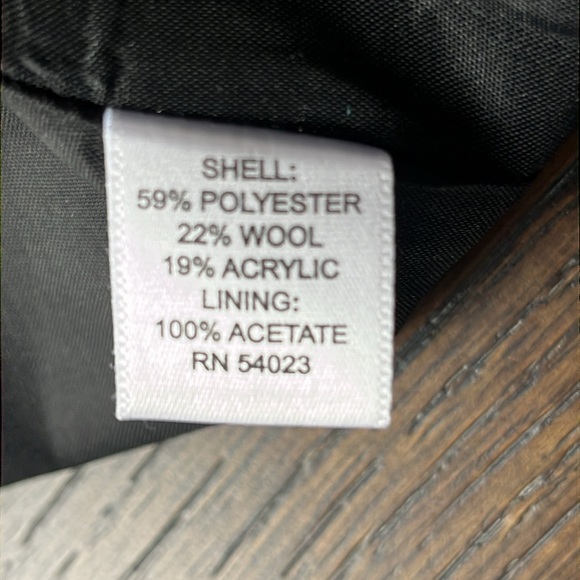 SHELL:
59% POLYESTER
22% WOOL
19% ACRYLIC
LINING:
100% ACETATE
RN 54023